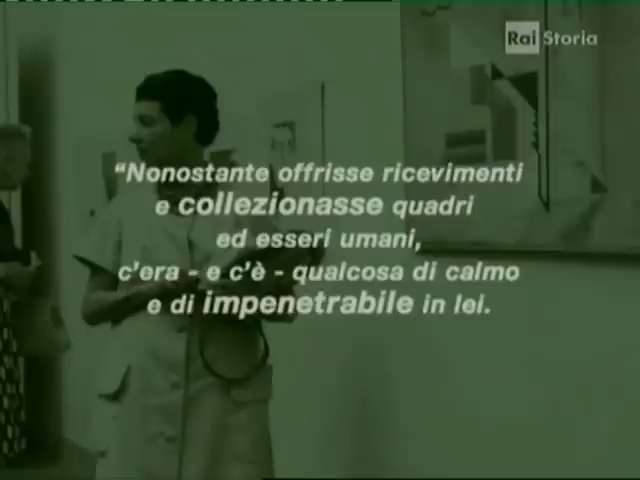 Rai Storia
“Nonostante offrisse ricevimenti
e collezionasse quadri
ed esseri umani,
c'era - e c'è - qualcosa di calmo
e di impenetrabile in lei.